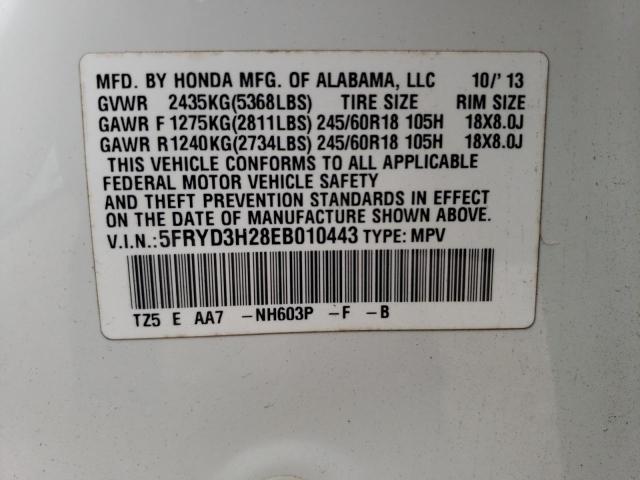 MFD. BY HONDA MFG. OF ALABAMA, LLC 10/'13
GVWR 2435KG(5368LBS) TIRE SIZE RIM SIZE
GAWR F 1275KG(2811LBS) 245/60R18 105H 18X8.0J
GAWR R1240KG(2734LBS) 245/60R18 105H 18X8.0J
THIS VEHICLE CONFORMS TO ALL APPLICABLE
FEDERAL MOTOR VEHICLE SAFETY
AND THEFT PREVENTION STANDARDS IN EFFECT
ON THE DATE OF MANUFACTURE SHOWN ABOVE.
V.I.N.:5FRYD3H28EB010443 TYPE: MPV
TZ5 E AA7 -NH603P -F -B